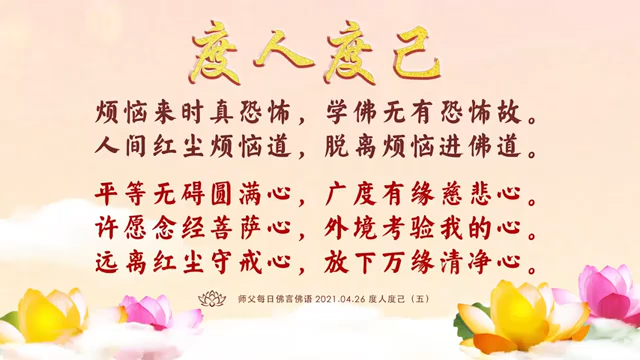 度人度己
烦恼来时真恐怖，学佛无有恐怖故。
人间红尘烦恼道，脱离烦恼进佛道。
平等无碍圆满心，广度有缘慈悲心。
许愿念经菩萨心，外境考验我的心。
远离红尘守戒心，放下万缘清净心。
师父每日佛言佛语 2021.04.26 度人度己（五）